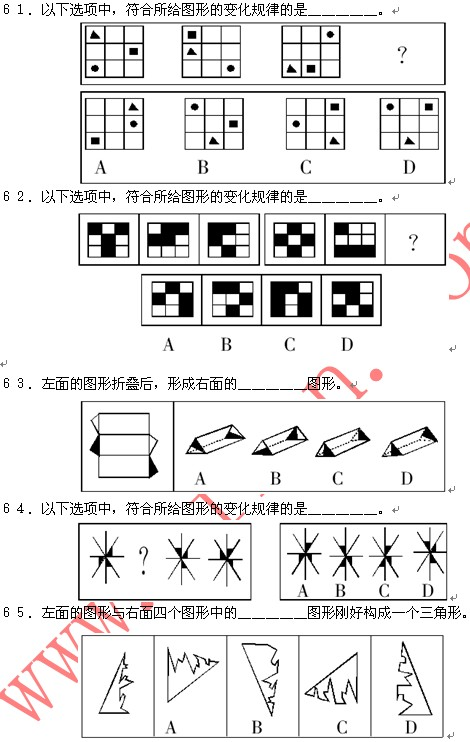 61．以下选项中，符合所给图形的变化规律的是________。
?
A B C D
62．以下选项中，符合所给图形的变化规律的是________。
?
A B C D
63．左面的图形折叠后，形成右面的________图形。
A B C D
64．以下选项中，符合所给图形的变化规律的是________。
?
A B C D
65．左面的图形与右面四个图形中的________图形刚好构成一个三角形。
A B C D